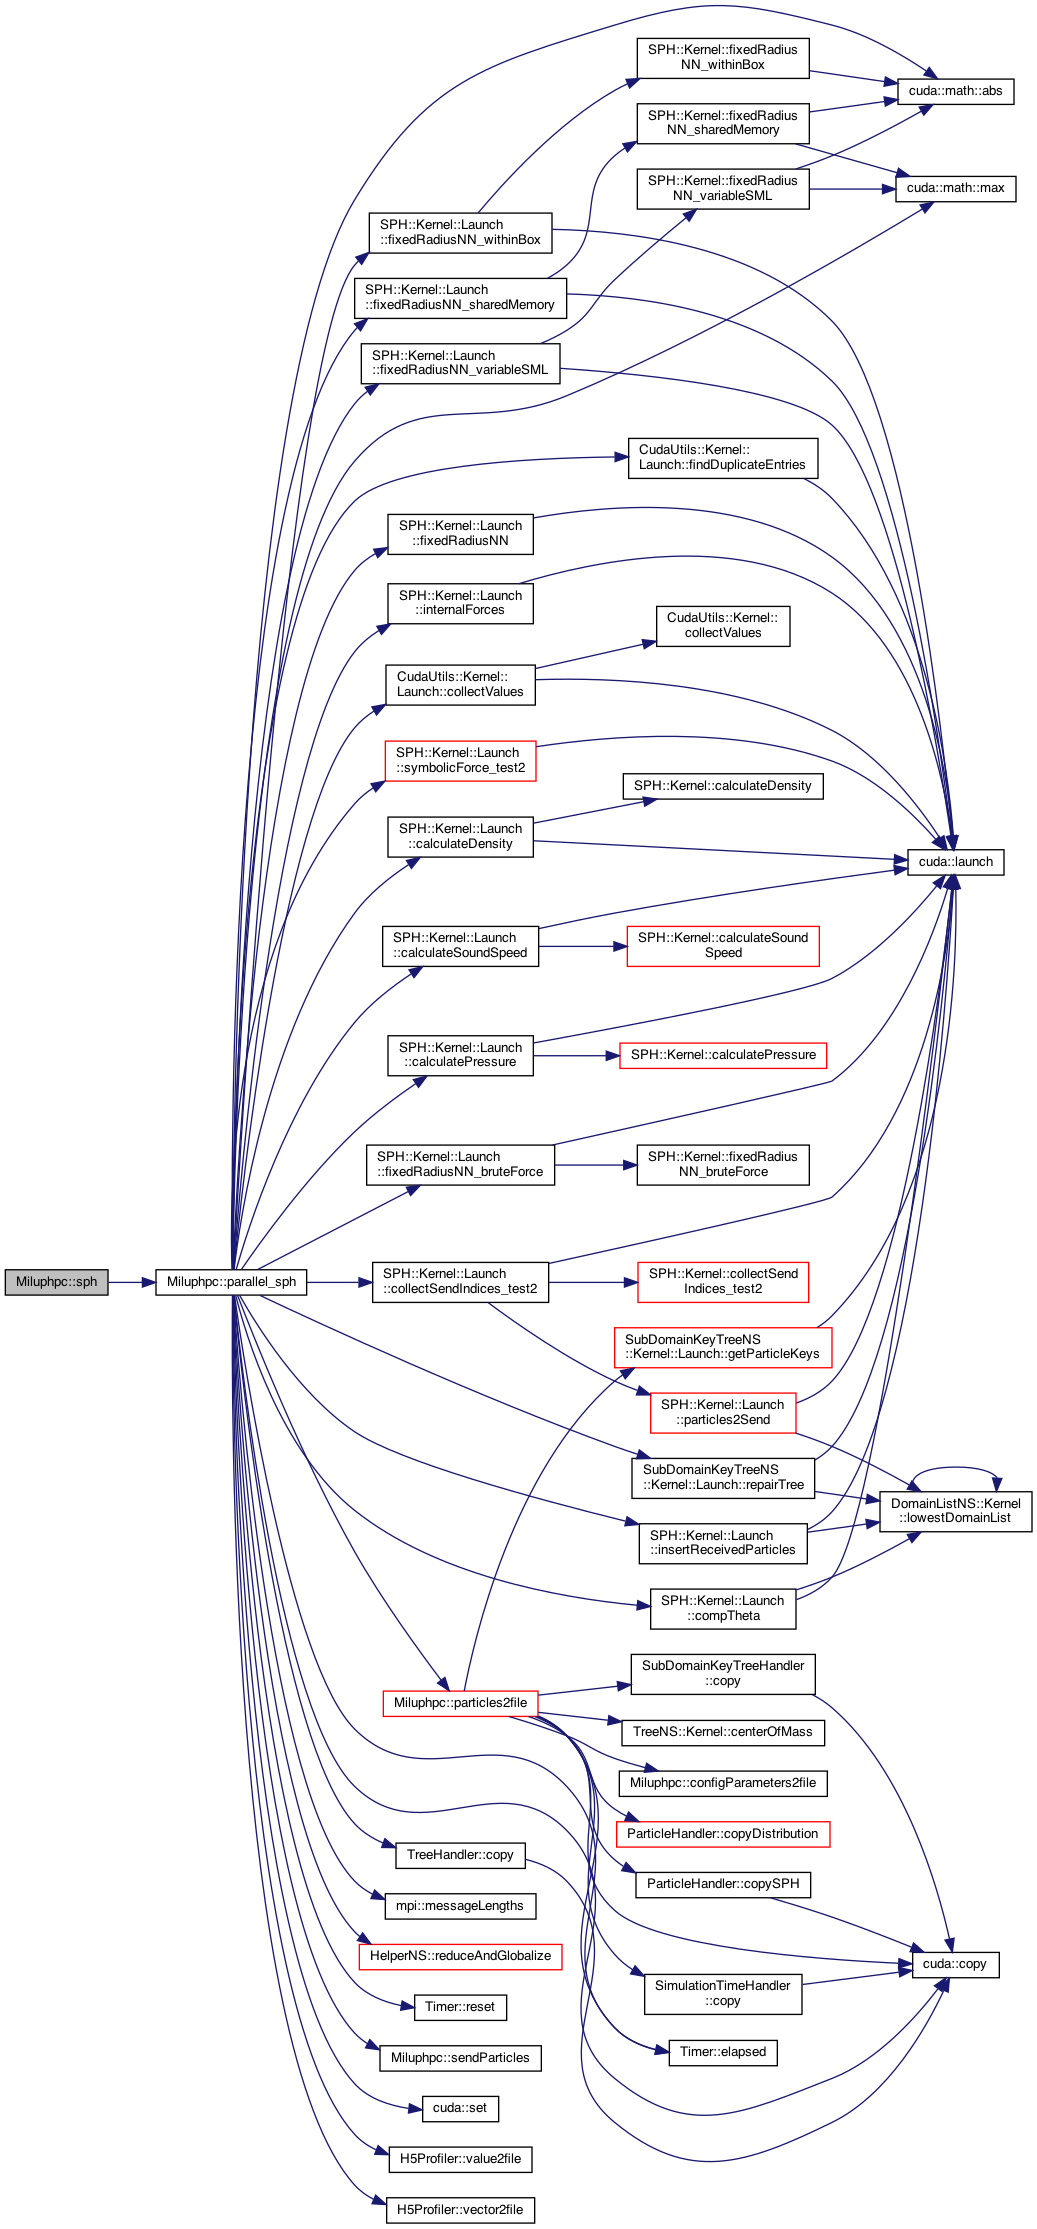 SPH::Kernel::fixedRadius
NN_withinBox
cuda::math::abs
SPH::Kernel::fixedRadius
NN_sharedMemory
SPH::Kernel::fixedRadius
NN_variableSML
cuda::math::max
SPH::Kernel::Launch
::fixedRadiusNN_withinBox
SPH::Kernel::Launch
::fixedRadiusNN_sharedMemory
SPH::Kernel::Launch
::fixedRadiusNN_variableSML
CudaUtils::Kernel::
Launch::findDuplicateEntries
SPH::Kernel::Launch
::fixedRadiusNN
SPH::Kernel::Launch
::internalForces
CudaUtils::Kernel::
collectValues
CudaUtils::Kernel::
Launch::collectValues
SPH::Kernel::Launch
::symbolicForce_test2
SPH::Kernel::calculateDensity
SPH::Kernel::Launch
::calculateDensity
cuda::launch
SPH::Kernel::Launch
::calculateSoundSpeed
SPH::Kernel::calculateSound
Speed
SPH::Kernel::Launch
::calculatePressure
SPH::Kernel::calculatePressure
SPH::Kernel::Launch
::fixedRadiusNN_bruteForce
SPH::Kernel::fixedRadius
NN_bruteForce
Miluphpc::sph
Miluphpc::parallel_sph
SPH::Kernel::Launch
::collectSendIndices_test2
SPH::Kernel::collectSend
Indices_test2
SubDomainKeyTreeNS
::Kernel::Launch::getParticleKeys
SPH::Kernel::Launch
::particles2Send
SubDomainKeyTreeNS
::Kernel::Launch::repairTree
DomainListNS::Kernel
::lowestDomainList
SPH::Kernel::Launch
::insertReceivedParticles
SPH::Kernel::Launch
::compTheta
SubDomainKeyTreeHandler
::copy
Miluphpc::particles2file
TreeNS::Kernel::centerOfMass
Miluphpc::configParameters2file
ParticleHandler::copyDistribution
TreeHandler::copy
ParticleHandler::copySPH
mpi::messageLengths
HelperNS::reduceAndGlobalize
cuda::copy
SimulationTimeHandler
::copy
Timer::reset
Timer::elapsed
Miluphpc::sendParticles
cuda::set
H5Profiler::value2file
H5Profiler::vector2file